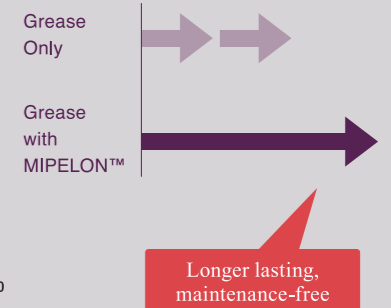 Grease
Only
Grease
with
MIPELON™
Longer lasting,
maintenance-free